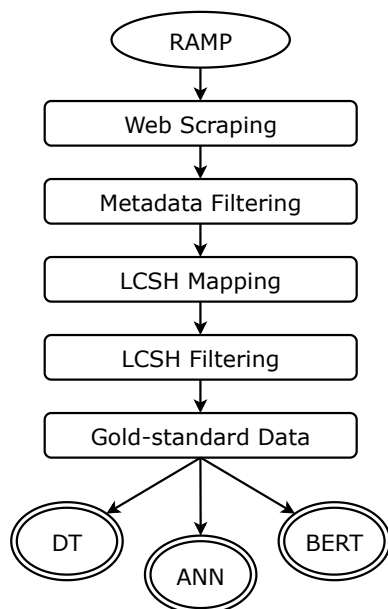 RAMP
Web Scraping
Metadata Filtering
LCSH Mapping
LCSH Filtering
Gold-standard Data
DT
ANN
BERT